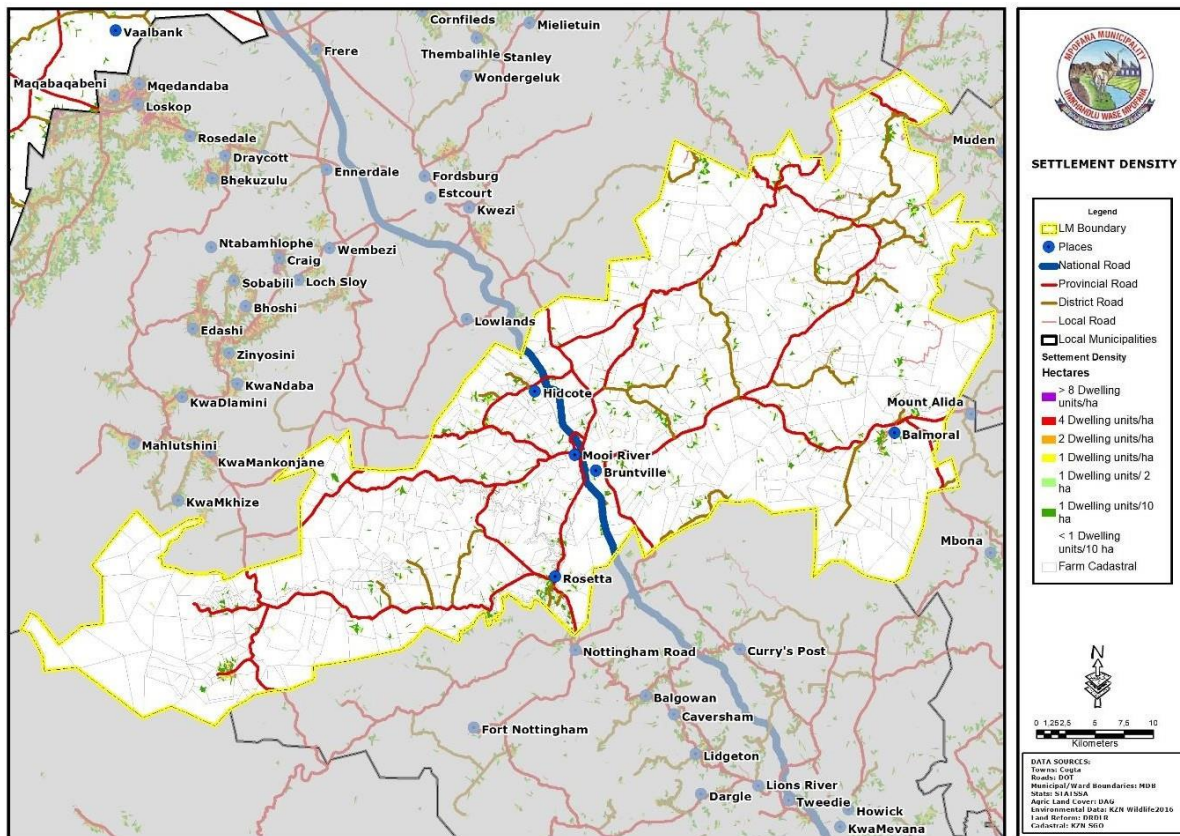 Vaalbank
Cornfileds
Mielietuin
Frere
Thembalihle
Stanley
Wondergeluk
Maqabaqabeni
Mqedandaba
Loskop
Rosedale
Draycott
Bhekuzulu
Ennerdale
Fordsburg
Estcourt
Kwezi
Muden
Ntabamhlophe
Wembezi
Craig
Sobabili
Loch Sloy
Bhoshi
Edashi
Lowlands
Zinyosini
KwaNdaba
KwaDlamini
Hidcote
Mount Alida
Balmoral
Mahlutshini
KwaMankonjane
Mooi River
Bruntville
KwaMkhize
Mbona
Rosetta
Nottingham Road
Curry's Post
Balgowan
Caversham
Fort Nottingham
Lidgeton
Lions River
Dargle
Tweedie
Howick
KwaMevana
MPOFANA MUNICIPALITY
UMKHANDLU WASE MPOFANA
SETTLEMENT DENSITY
Legend
LM Boundary
Places
National Road
Provincial Road
District Road
Local Road
Local Municipalities
Settement Density
Hectares
> 8 Dwelling
units/ha
4 Dwelling units/ha
2 Dwelling units/ha
1 Dwelling units/ha
1 Dwelling units/ 2
ha
1 Dwelling units/10
ha
< 1 Dwelling
units/10 ha
Farm Cadastral
N
0 1,252,5 5 7,5 10
Kilometers
DATA SOURCES:
Towns: Cogta
Roads: DOT
Municipal/Ward Boundaries: MDB
Stats: STATSSA
Agric Land Cover: DAG
Environmental Data: KZN Wildlife2016
Land Reform: DRDLR
Cadastral: KZN SGO